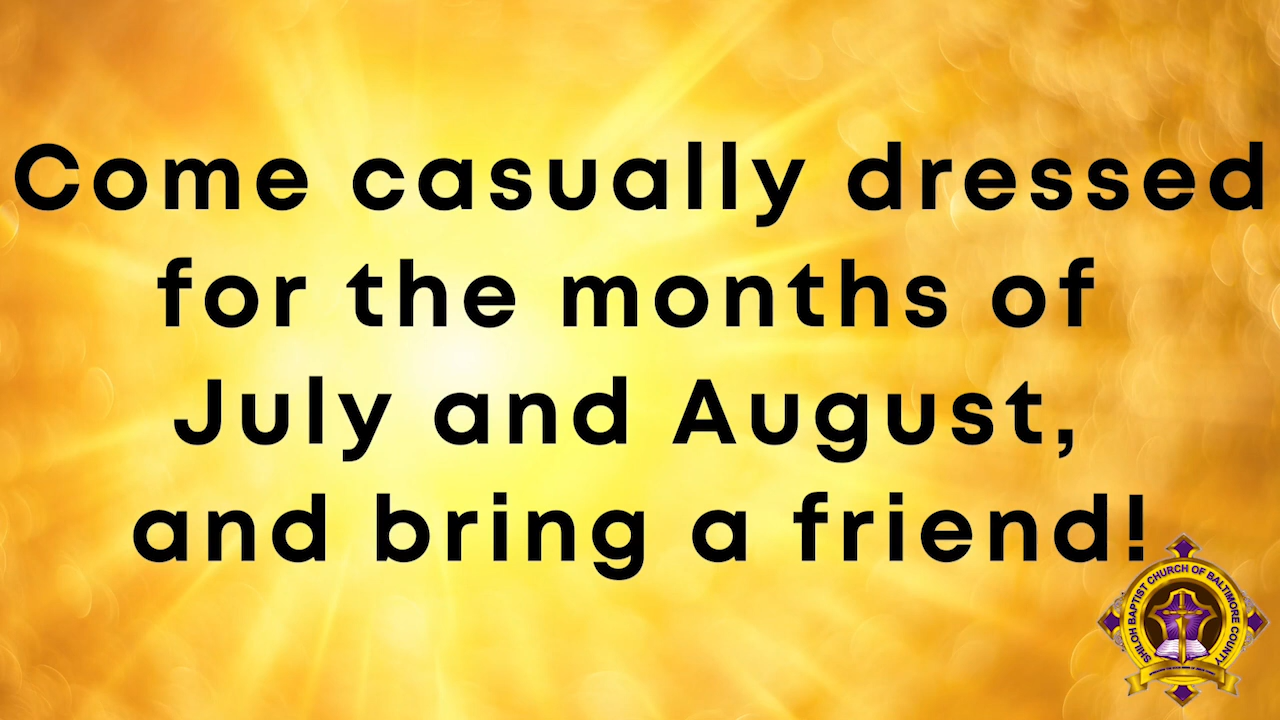 Come casually dressed
for the months of
July and August,
and bring a friend!
SHILOH BAPTIST CHURCH OF BALTIMORE COUNTY